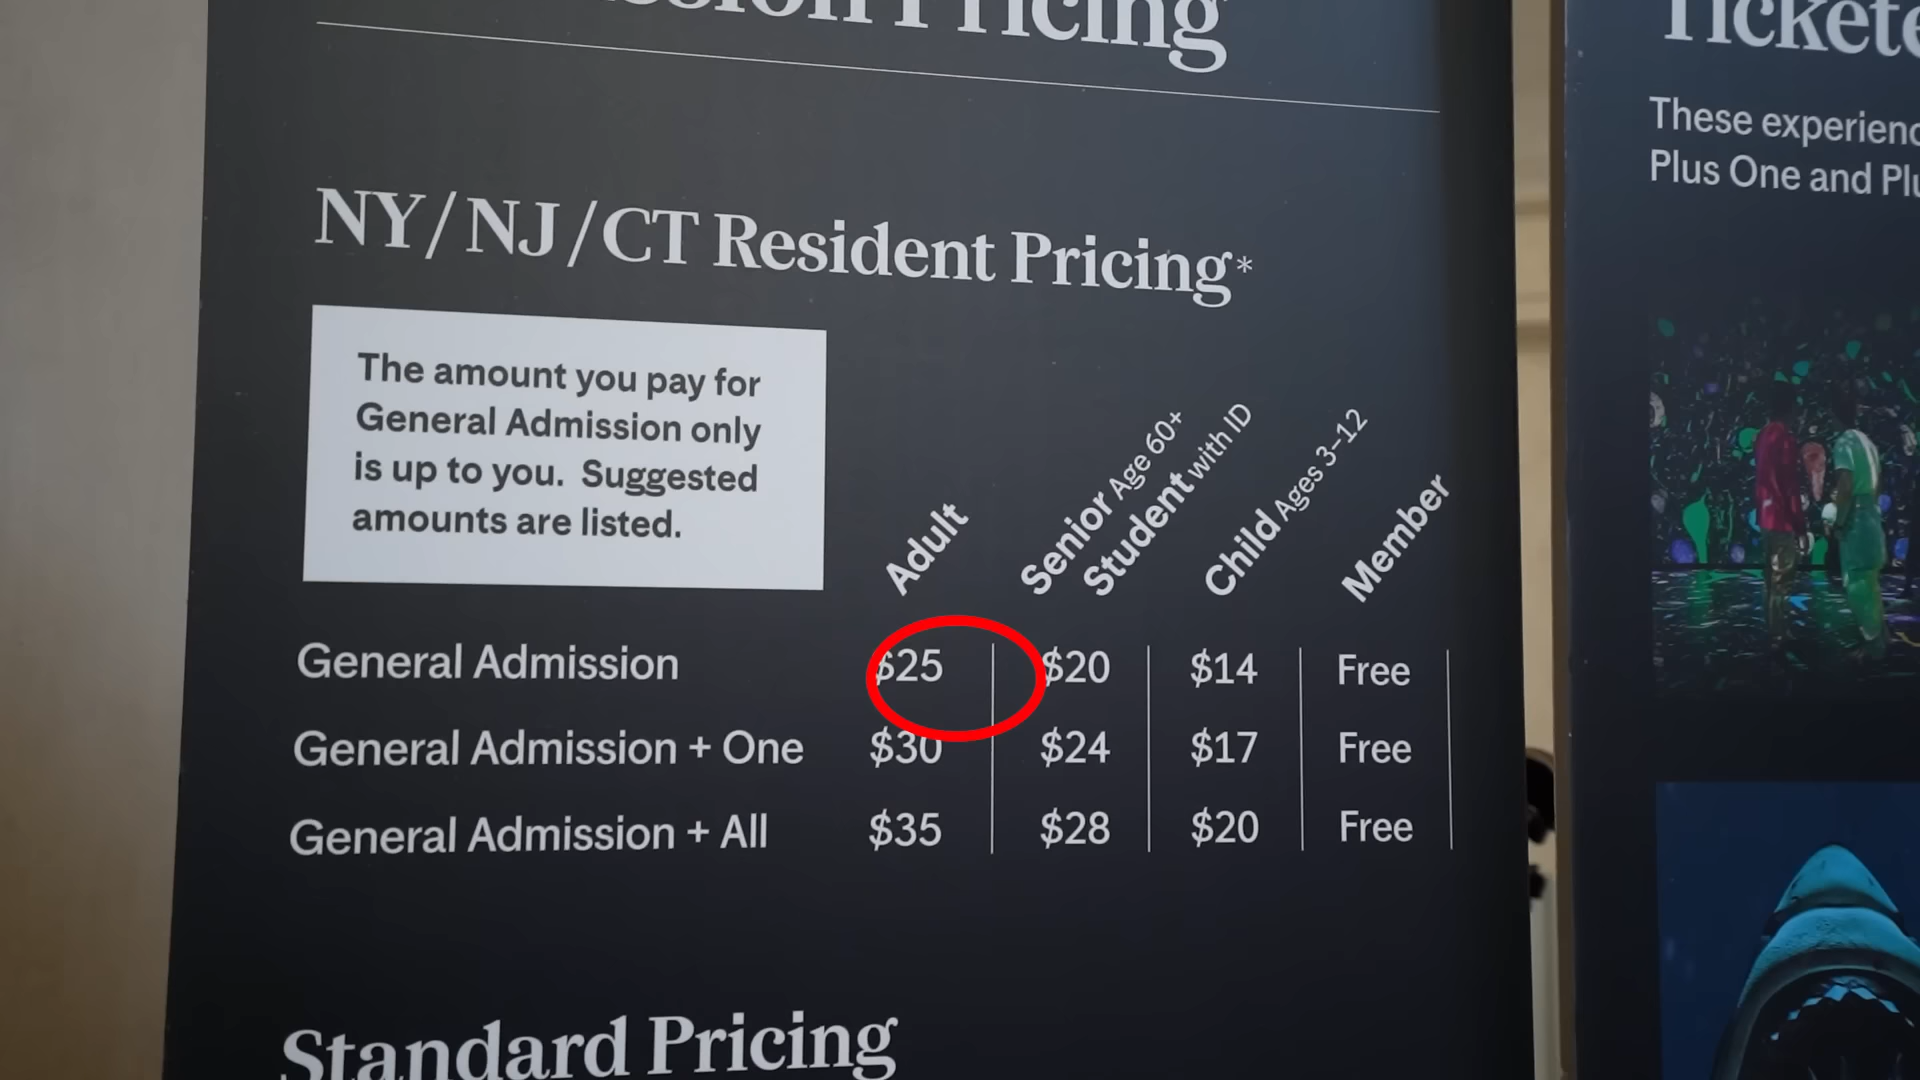 Pricing
NY/NJ/CT Resident Pricing*
The amount you pay for
General Admission only
is up to you. Suggested
amounts are listed.
Adult
Senior Age 60+
Student with ID
Child Ages 3–12
Member
General Admission $25 $20 $14 Free
General Admission + One $30 $24 $17 Free
General Admission + All $35 $28 $20 Free
Standard Pricing
These
Plus One and